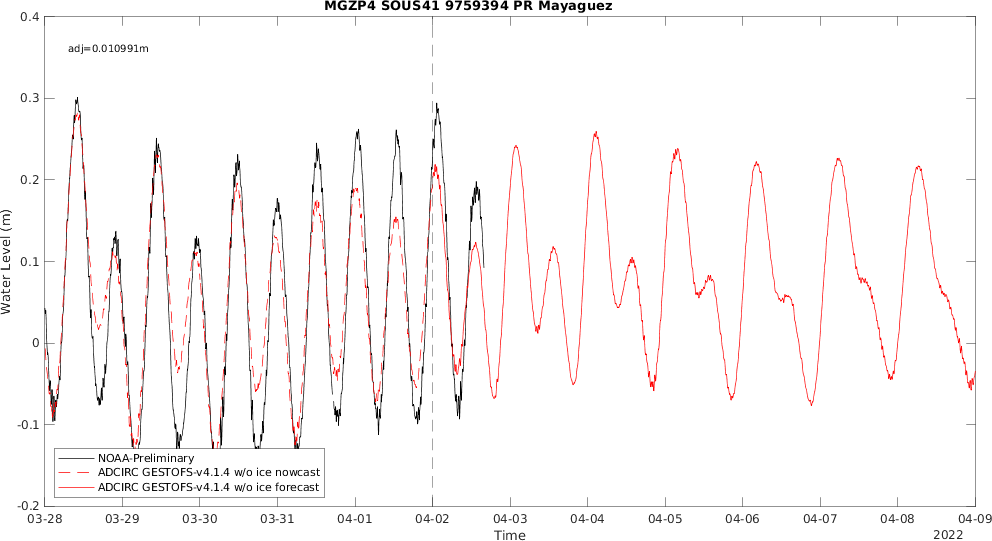 MGZP4 SOUS41 9759394 PR Mayaguez
0.4
adj=0.010991m
0.3
0.2
Water Level (m)
0.1
0
-0.1
NOAA-Preliminary
ADCIRC GESTOFS-v4.1.4 w/o ice nowcast
ADCIRC GESTOFS-v4.1.4 w/o ice forecast
-0.2
03-28 03-29 03-30 03-31 04-01 04-02 04-03 04-04 04-05 04-06 04-07 04-08 04-09
Time
2022